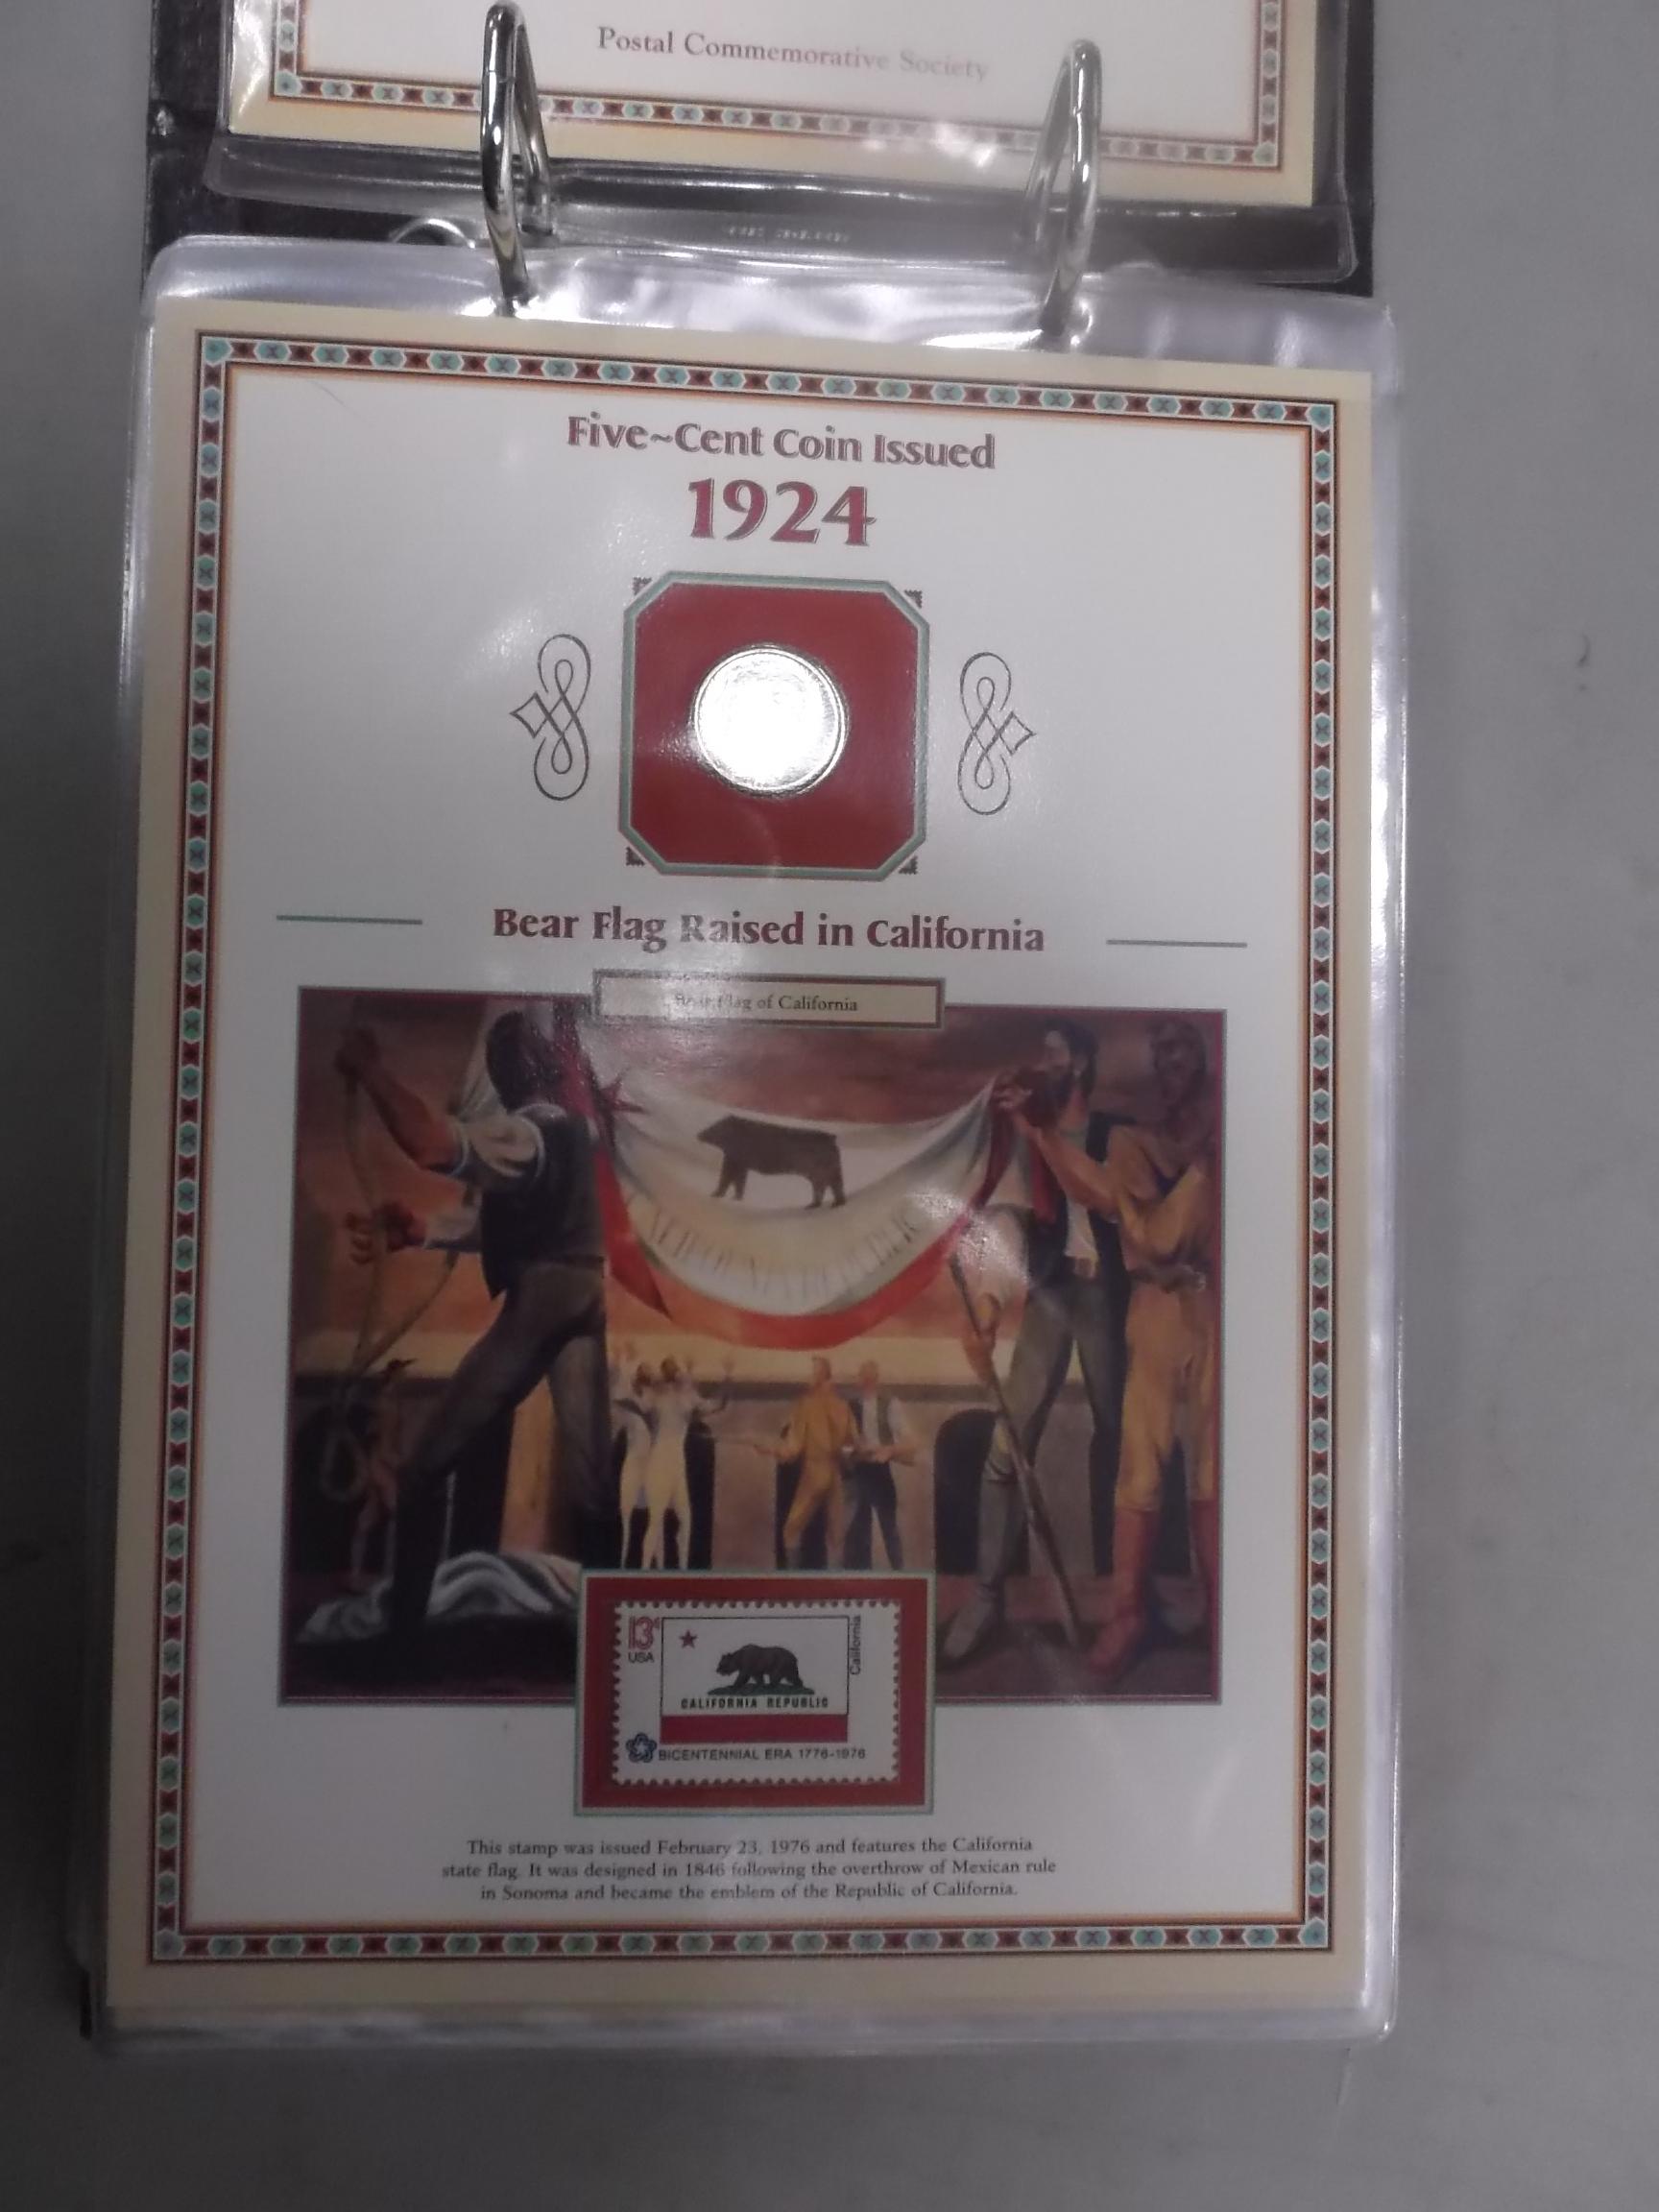 Postal Commemorative Society
Five~Cent Coin Issued
1924
Bear Flag Raised in California
Bear Flag of California
CALIFORNIA REPUBLIC
13c
USA
California
CALIFORNIA REPUBLIC
BICENTENNIAL ERA 1776-1976
This stamp was issued February 23, 1976 and features the California
state flag. It was designed in 1846 following the overthrow of Mexican rule
in Sonoma and became the emblem of the Republic of California.